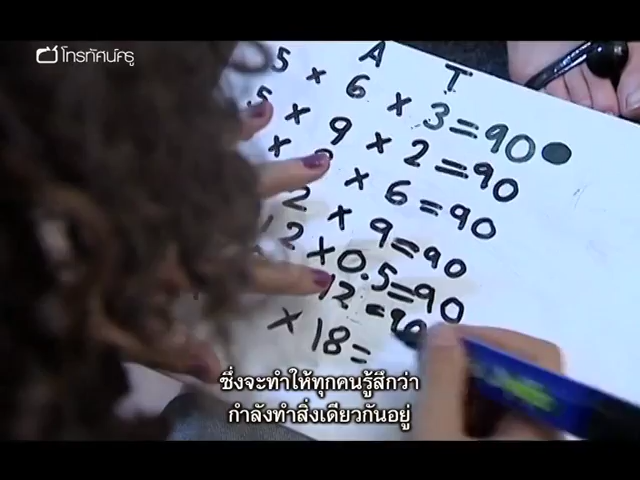 โทรทัศน์ครู
A T
5 × 6 × 3 = 90
5 × 9 × 2 = 90
× 6 = 90
2 × 9 = 90
2 × 0.5 = 90
12 = 90
× 18 =
ซึ่งจะทำให้ทุกคนรู้สึกว่า
กำลังทำสิ่งเดียวกันอยู่